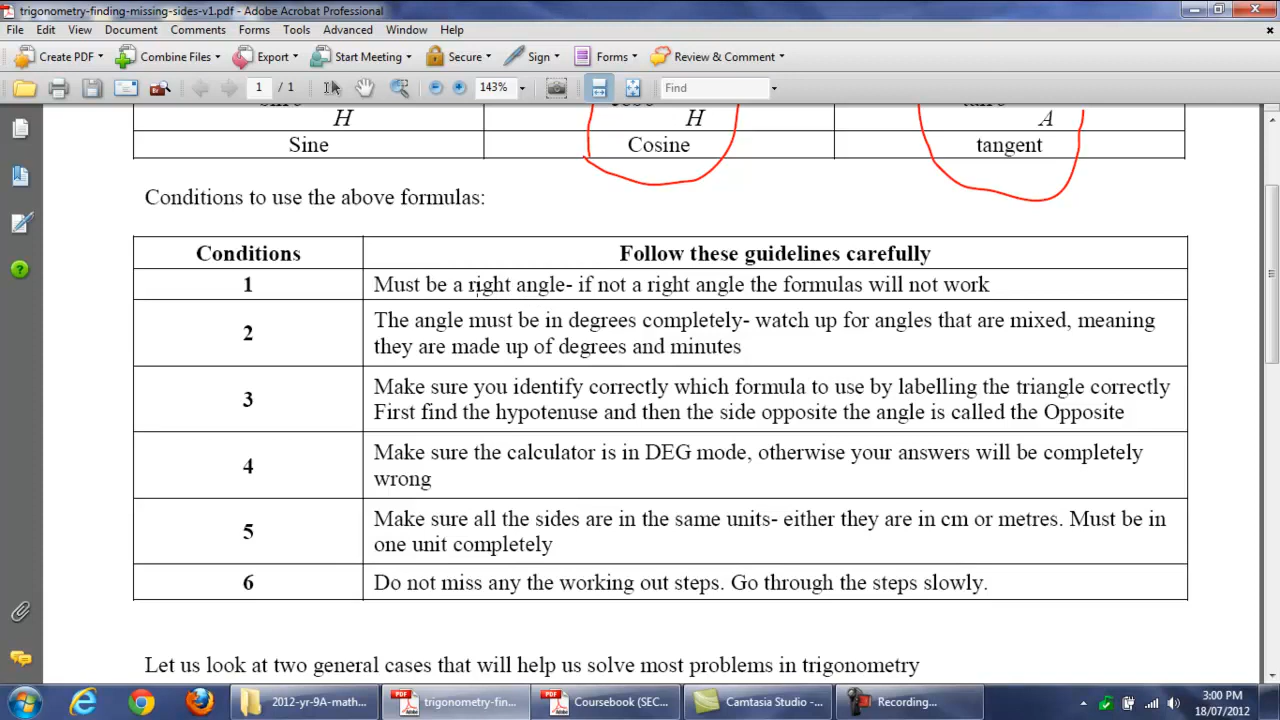 trigonometry-finding-missing-sides-v1.pdf - Adobe Acrobat Professional
File Edit View Document Comments Forms Tools Advanced Window Help
Create PDF Combine Files Export Start Meeting Secure Sign Forms Review & Comment
1 / 1 143% Find
H H A
Sine Cosine tangent
Conditions to use the above formulas:
Conditions Follow these guidelines carefully
1 Must be a right angle- if not a right angle the formulas will not work
2 The angle must be in degrees completely- watch up for angles that are mixed, meaning
they are made up of degrees and minutes
3 Make sure you identify correctly which formula to use by labelling the triangle correctly
First find the hypotenuse and then the side opposite the angle is called the Opposite
4 Make sure the calculator is in DEG mode, otherwise your answers will be completely
wrong
5 Make sure all the sides are in the same units- either they are in cm or metres. Must be in
one unit completely
6 Do not miss any the working out steps. Go through the steps slowly.
Let us look at two general cases that will help us solve most problems in trigonometry
2012-yr-9A-math... trigonometry-fin... Coursebook (SEC... Camtasia Studio -... Recording...
3:00 PM
18/07/2012